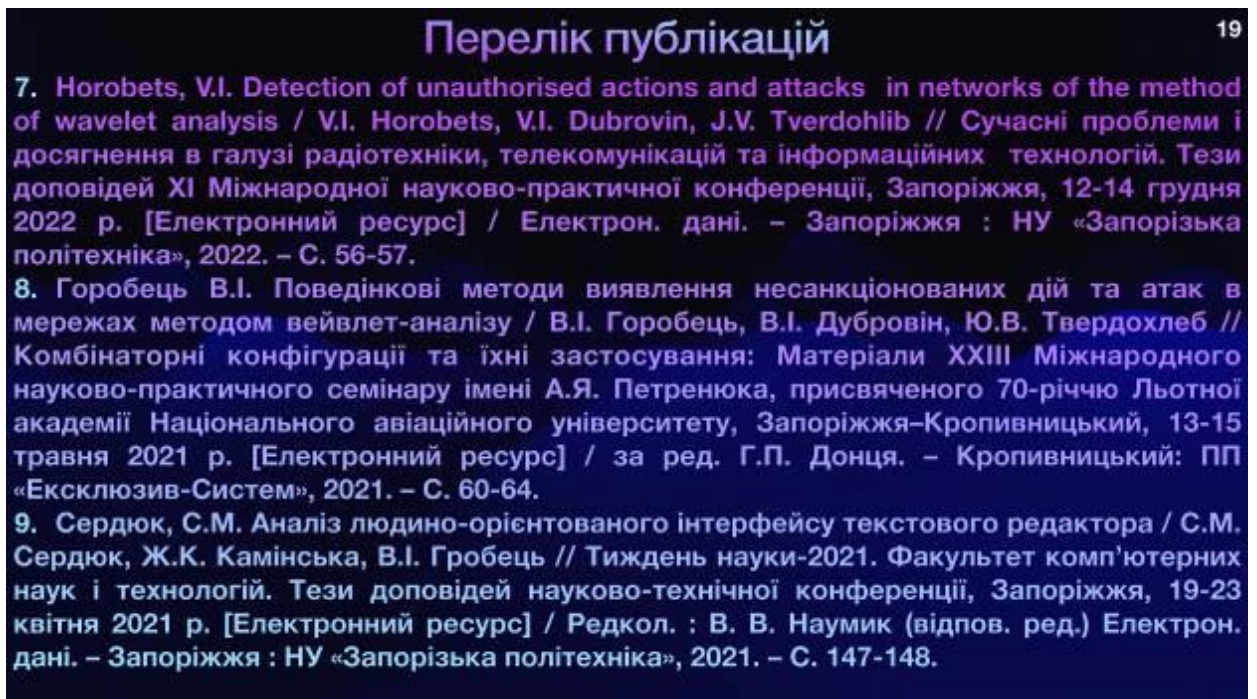 Перелік публікацій
19
7. Horobets, V.I. Detection of unauthorised actions and attacks in networks of the method
of wavelet analysis / V.I. Horobets, V.I. Dubrovin, J.V. Tverdohlib // Сучасні проблеми і
досягнення в галузі радіотехніки, телекомунікацій та інформаційних технологій. Тези
доповідей XI Міжнародної науково-практичної конференції, Запоріжжя, 12-14 грудня
2022 р. [Електронний ресурс] / Електрон. дані. – Запоріжжя : НУ «Запорізька
політехніка», 2022. – С. 56-57.
8. Горобець В.І. Поведінкові методи виявлення несанкціонованих дій та атак в
мережах методом вейвлет-аналізу / В.І. Горобець, В.І. Дубровін, Ю.В. Твердохлеб //
Комбінаторні конфігурації та їхні застосування: Матеріали XXIII Міжнародного
науково-практичного семінару імені А.Я. Петренюка, присвяченого 70-річчю Льотної
академії Національного авіаційного університету, Запоріжжя–Кропивницький, 13-15
травня 2021 р. [Електронний ресурс] / за ред. Г.П. Донця. – Кропивницький: ПП
«Ексклюзив-Систем», 2021. – С. 60-64.
9. Сердюк, С.М. Аналіз людино-орієнтованого інтерфейсу текстового редактора / С.М.
Сердюк, Ж.К. Камінська, В.І. Гробець // Тиждень науки-2021. Факультет комп'ютерних
наук і технологій. Тези доповідей науково-технічної конференції, Запоріжжя, 19-23
квітня 2021 р. [Електронний ресурс] / Редкол. : В. В. Наумик (відпов. ред.) Електрон.
дані. – Запоріжжя : НУ «Запорізька політехніка», 2021. – С. 147-148.